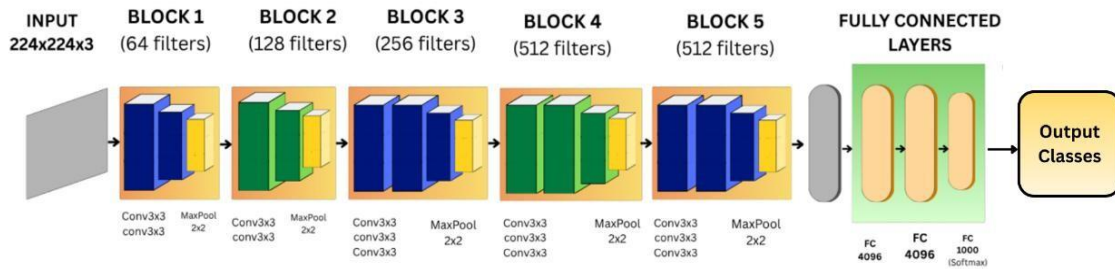 INPUT
224x224x3
BLOCK 1
(64 filters)
BLOCK 2
(128 filters)
BLOCK 3
(256 filters)
BLOCK 4
(512 filters)
BLOCK 5
(512 filters)
FULLY CONNECTED
LAYERS
Conv3x3
conv3x3
MaxPool
2x2
Conv3x3
conv3x3
MaxPool
2x2
Conv3x3
conv3x3
Conv3x3
MaxPool
2x2
Conv3x3
conv3x3
Conv3x3
MaxPool
2x2
Conv3x3
conv3x3
Conv3x3
MaxPool
2x2
FC
4096
FC
4096
FC
1000
(Softmax)
Output
Classes